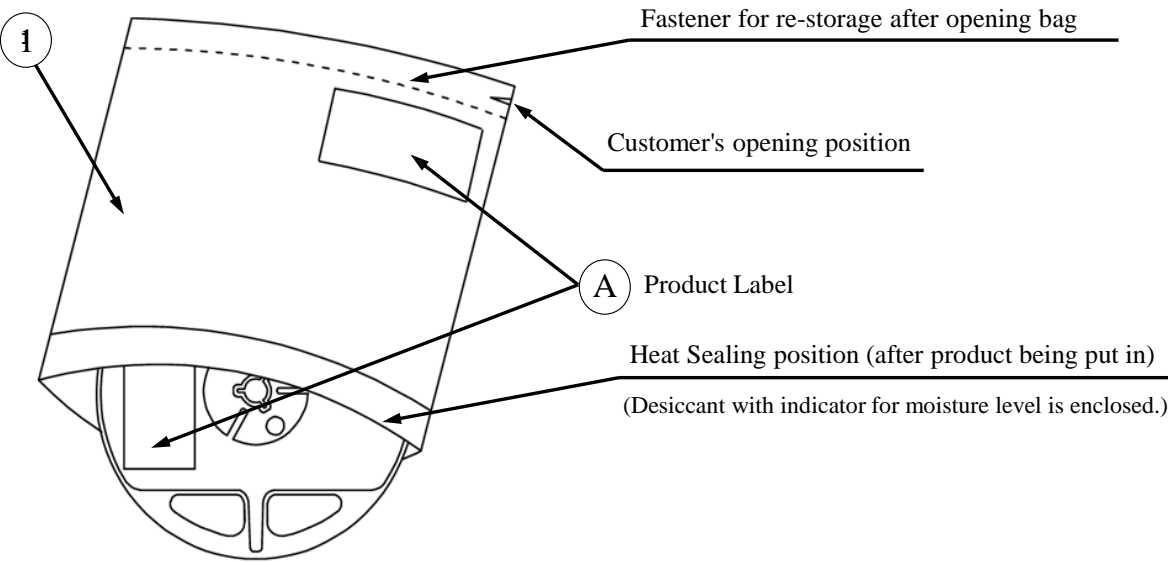 Fastener for re-storage after opening bag
1
Customer's opening position
A Product Label
Heat Sealing position (after product being put in)
(Desiccant with indicator for moisture level is enclosed.)